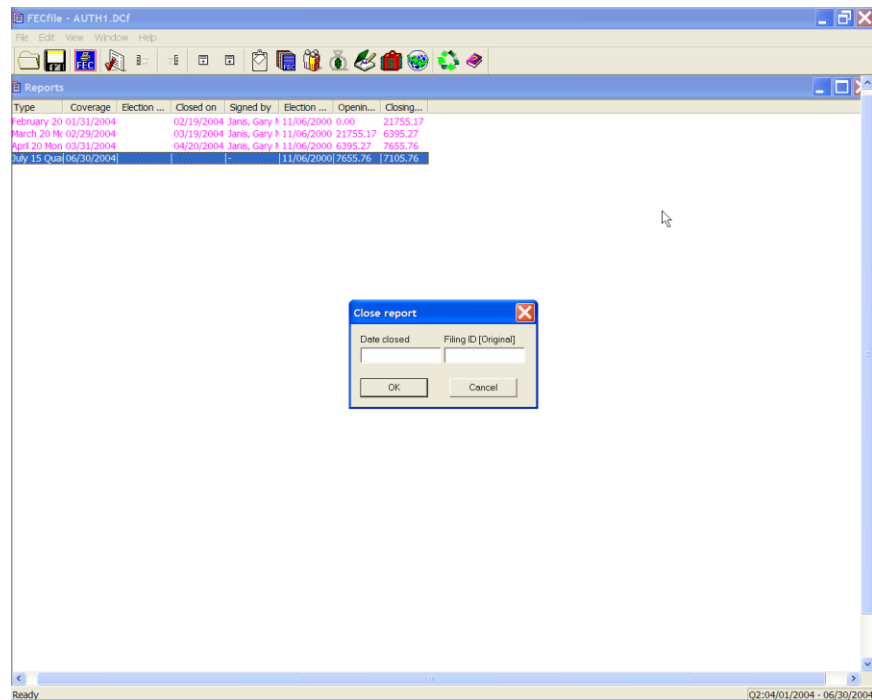 FECfile - AUTH1.DCf
File Edit View Window Help
FEC
Reports
Type Coverage Election ... Closed on Signed by Election ... Openin... Closing...
February 20 01/31/2004 02/19/2004 Janis, Gary M 11/06/2000 0.00 21755.17
March 20 Mo 02/29/2004 03/19/2004 Janis, Gary M 11/06/2000 21755.17 6395.27
April 20 Mon 03/31/2004 04/20/2004 Janis, Gary M 11/06/2000 6395.27 7655.76
July 15 Quar 06/30/2004 - 11/06/2000 7655.76 7105.76
Close report
Date closed Filing ID [Original]
OK Cancel
Ready Q2:04/01/2004 - 06/30/2004